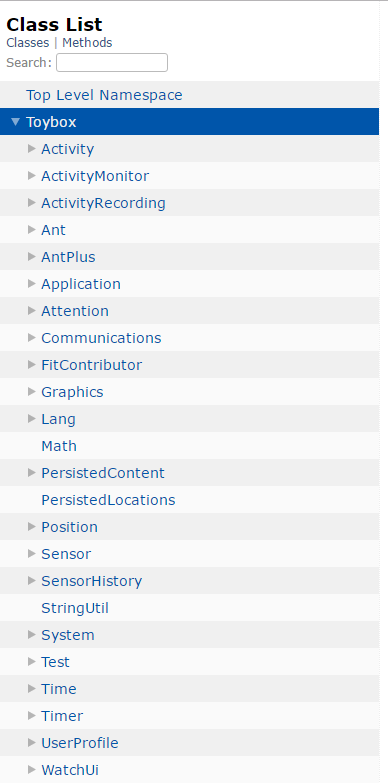 Class List
Classes | Methods
Search:
Top Level Namespace
Toybox
Activity
ActivityMonitor
ActivityRecording
Ant
AntPlus
Application
Attention
Communications
FitContributor
Graphics
Lang
Math
PersistedContent
PersistedLocations
Position
Sensor
SensorHistory
StringUtil
System
Test
Time
Timer
UserProfile
WatchUi